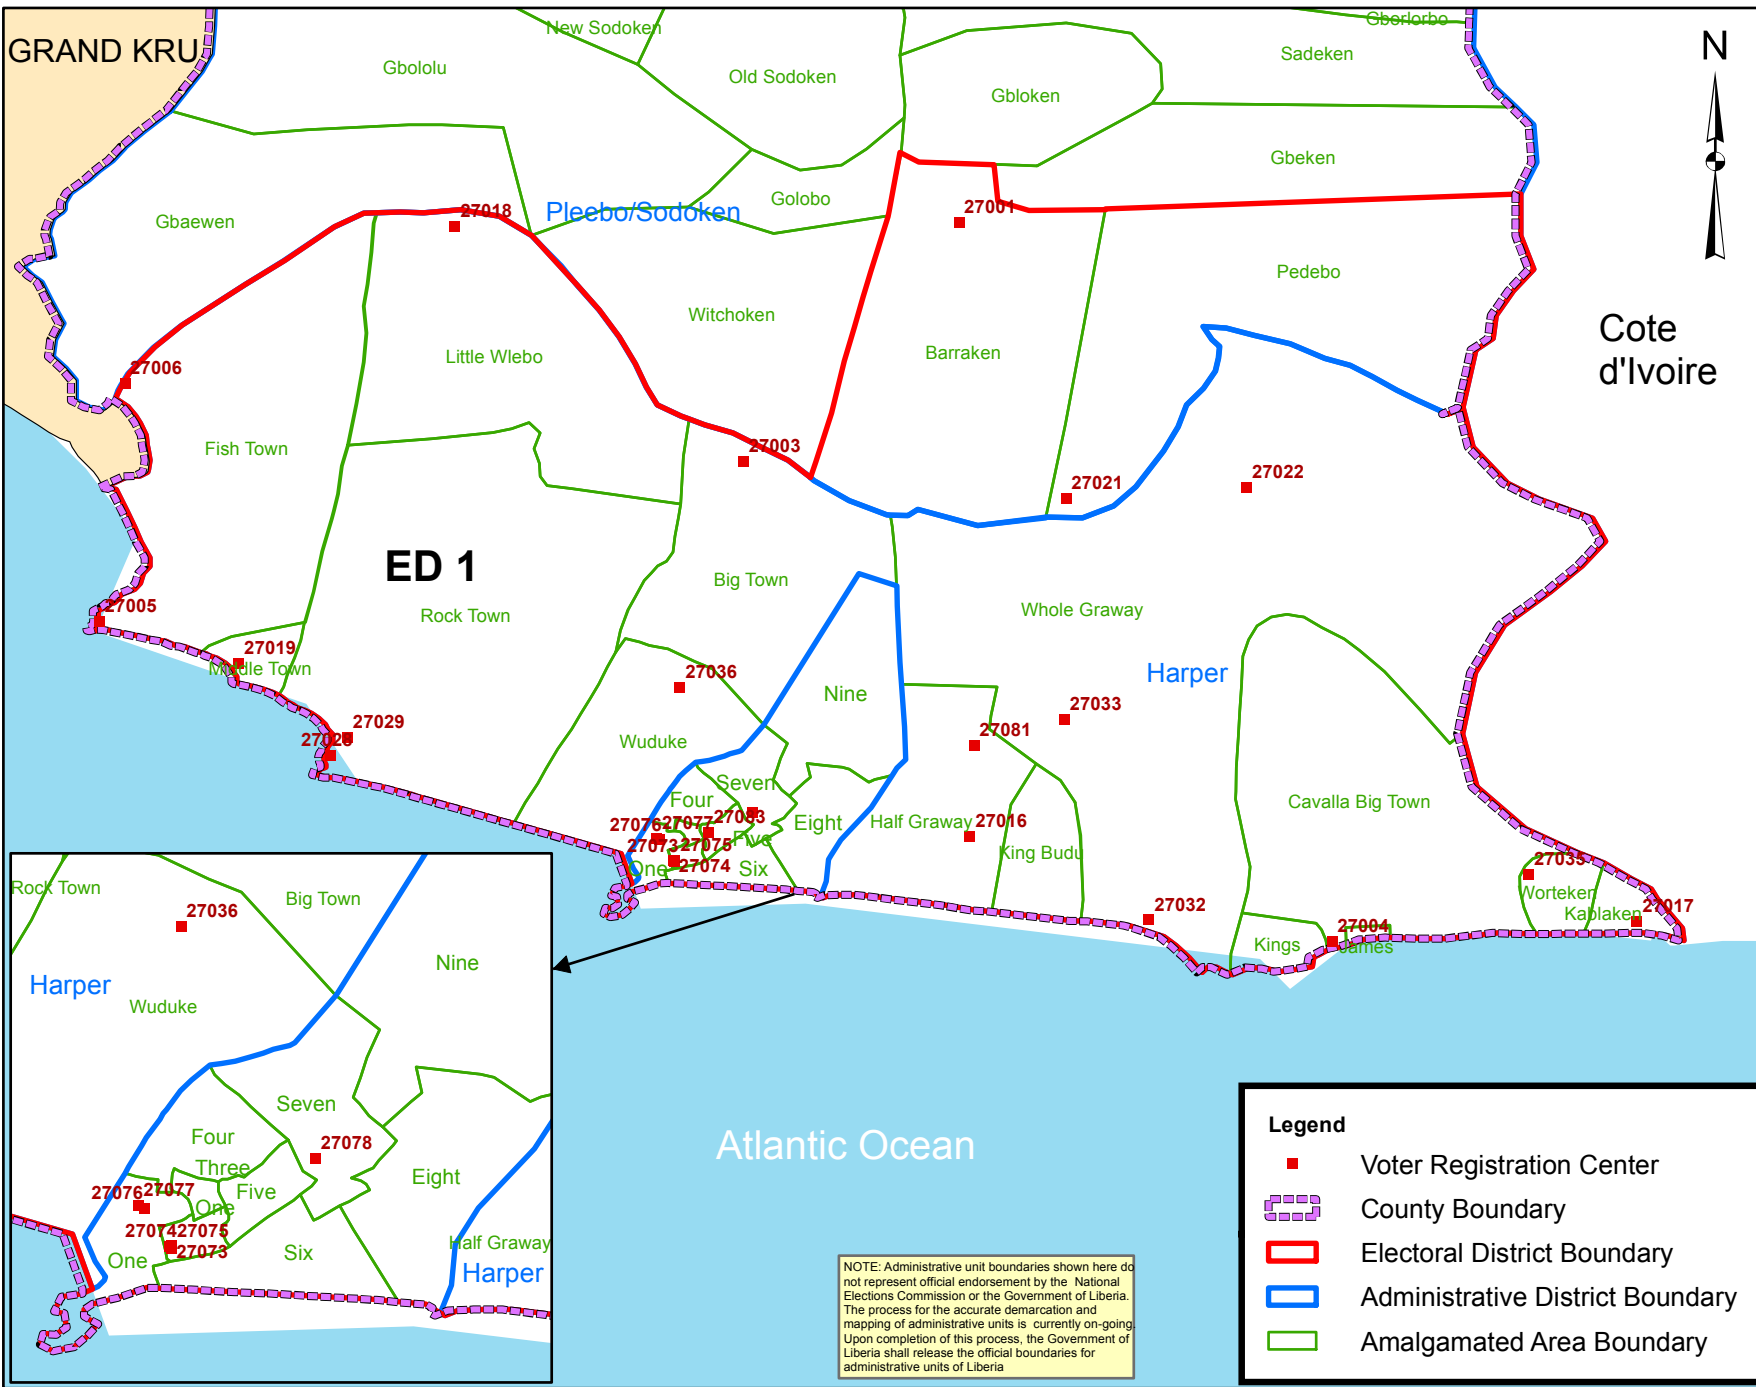 GRAND KRU
New Sodoken
Gborlorbo
Gbololu
Old Sodoken
Sadeken
N
Gbloken
Gbeken
Golobo
Gbaewen
27018
Pleebo/Sodoken
27001
Pedebo
Witchoken
Cote
d'Ivoire
Little Wlebo
Barraken
27006
Fish Town
27003
27021
27022
ED 1
Big Town
27005
Rock Town
Whole Graway
27019
Middle Town
27036
Harper
Nine
27029
27033
27081
Wuduke
Seven
Four
Cavalla Big Town
27076
27077
27083
Eight
Half Graway
27016
27073
27075
Five
King Budu
One
27074
Six
27035
Worteken
Kablaken
27017
27032
27004
Kings
James
Rock Town
Big Town
27036
Nine
Harper
Wuduke
Seven
Four
27078
Three
Eight
27076
27077
Five
One
27074
27075
27073
One
Six
Half Graway
Harper
Atlantic Ocean
NOTE: Administrative unit boundaries shown here do
not represent official endorsement by the National
Elections Commission or the Government of Liberia.
The process for the accurate demarcation and
mapping of administrative units is currently on-going.
Upon completion of this process, the Government of
Liberia shall release the official boundaries for
administrative units of Liberia
Legend
Voter Registration Center
County Boundary
Electoral District Boundary
Administrative District Boundary
Amalgamated Area Boundary